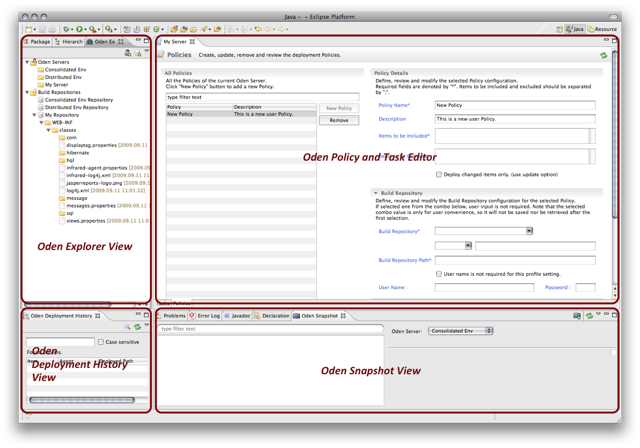 Java - - Eclipse Platform
Java
Resource
Package
Hierarch
Oden Ex
Oden Servers
Consolidated Env
Distributed Env
My Server
Build Repositories
Consolidated Env Repository
Distributed Env Repository
My Repository
WEB-INF
classes
com
displaytag.properties [2009.09.11
hibernate
hql
infrared-agent.properties [2009.
infrared-log4j.xml [2009.09.11
jasperreports-logo.png [2009.0
log4j.xml [2009.09.11 11:01:22]
message
messages.properties [2009.09.11
sql
views.properties [2009.09.11 11:
Oden Explorer View
My Server
Policies
Create, update, remove and review the deployment Policies.
All Policies
All the Policies of the current Oden Server.
Click "New Policy" button to add a new Policy.
type filter text
Policy
Description
New Policy
This is a new user Policy.
New Policy
Remove
Policy Details
Define, review and modify the selected Policy configuration.
Required fields are denoted by "*". Items to be included and excluded should be
separated by ",".
Policy Name*
New Policy
Description
This is a new user Policy.
Items to be Included*
Oden Policy and Task Editor
Deploy changed items only. (use update option)
Build Repository
Define, review and modify the Build Repository configuration for the selected Policy.
If selected one from the combo below, user input is not required. Note that the selected
combo value is only for user convenience, so it will not be saved nor be retrieved after the
first selection.
Build Repository*
Build Repository Path*
User name is not required for this profile setting.
User Name :
Password :
Policies
Oden Deployment History
Case sensitive
Oden
Deployment History
View
Problems
Error Log
Javadoc
Declaration
Oden Snapshot
type filter text
Oden Server:
Consolidated Env
Oden Snapshot View